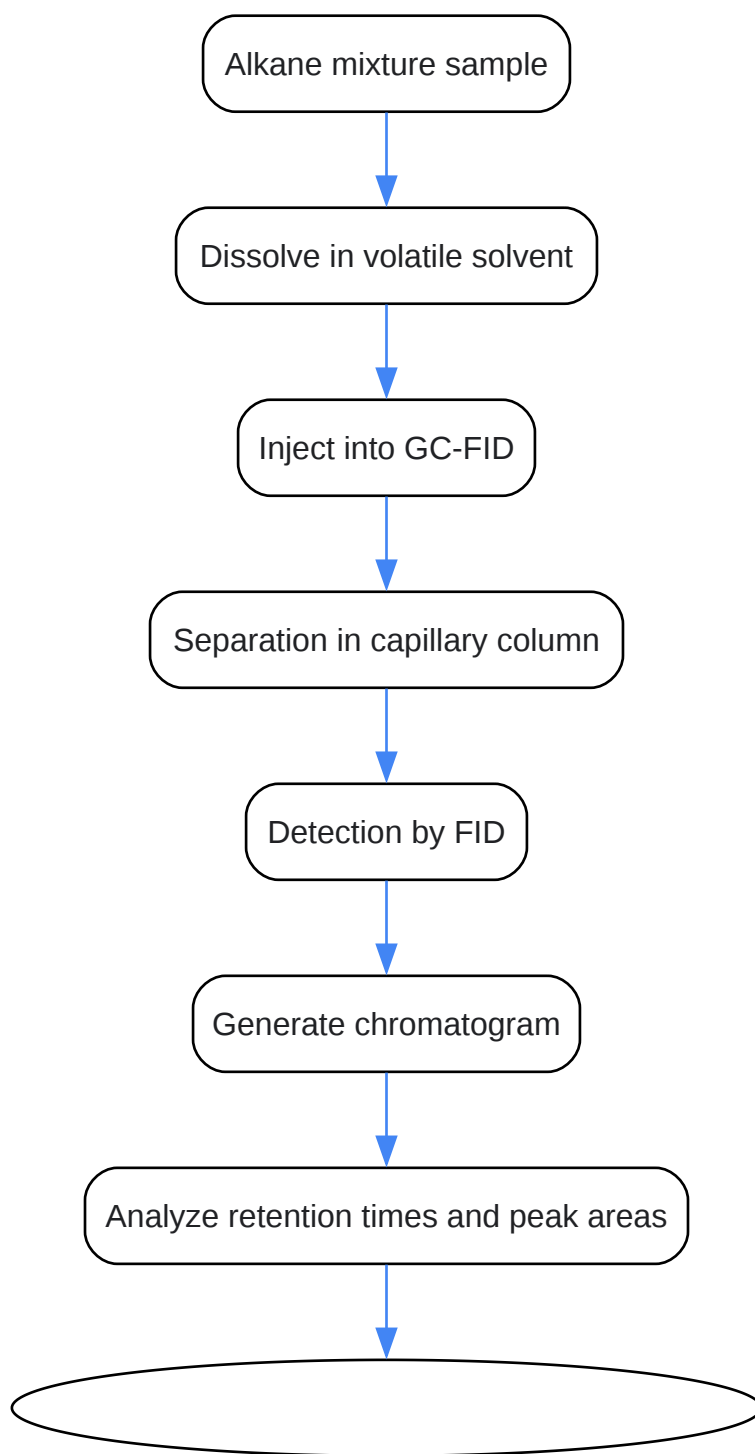 Alkane mixture sample
Dissolve in volatile solvent
Inject into GC-FID
Separation in capillary column
Detection by FID
Generate chromatogram
Analyze retention times and peak areas